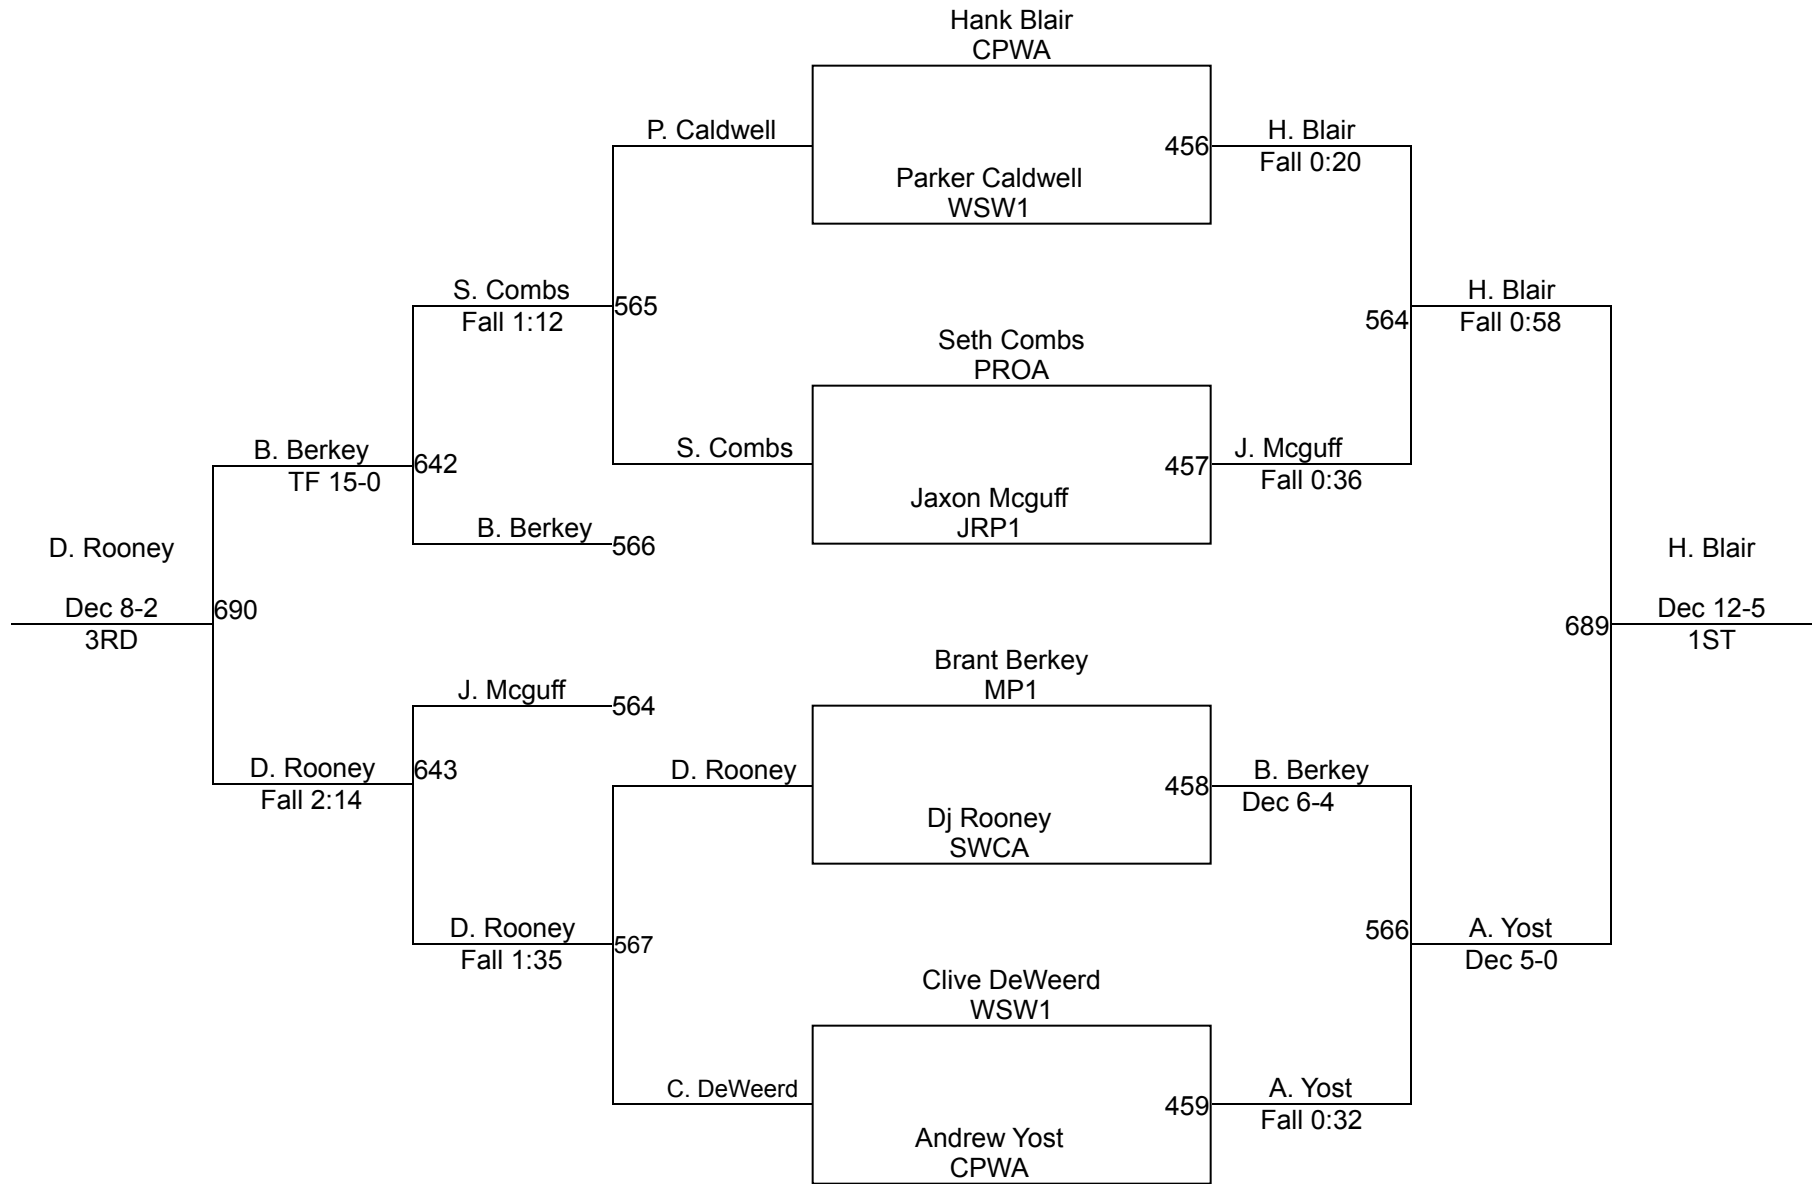 Hank Blair
CPWA
P. Caldwell
456
H. Blair
Fall 0:20
Parker Caldwell
WSW1
S. Combs
Fall 1:12
565
564
H. Blair
Fall 0:58
Seth Combs
PROA
B. Berkey
TF 15-0
642
S. Combs
457
J. Mcguff
Fall 0:36
Jaxon Mcguff
JRP1
B. Berkey
566
D. Rooney
Dec 8-2
3RD
690
H. Blair
Dec 12-5
1ST
689
Brant Berkey
MP1
J. Mcguff
564
D. Rooney
Fall 2:14
643
D. Rooney
458
B. Berkey
Dec 6-4
Dj Rooney
SWCA
D. Rooney
Fall 1:35
567
566
A. Yost
Dec 5-0
Clive DeWeerd
WSW1
C. DeWeerd
459
A. Yost
Fall 0:32
Andrew Yost
CPWA